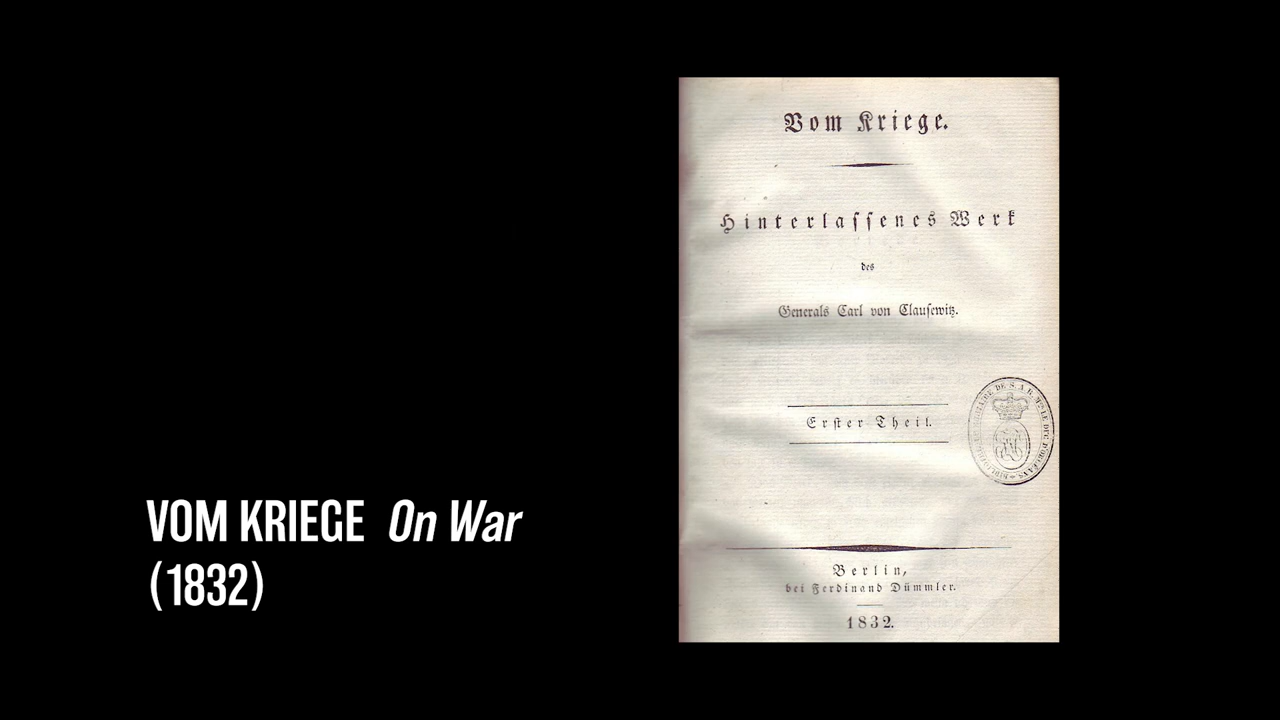 VOM KRIEGE On War
(1832)
Vom Kriege.
Hinterlaſſenes Werk
des
Generals Carl von Clauſewitz.
Erſter Theil.
Berlin,
bei Ferdinand Dümmler.
1832.